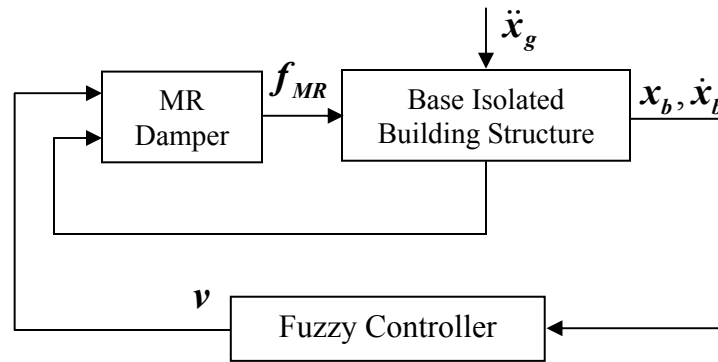 ẍ_g
MR
Damper
f_MR
Base Isolated
Building Structure
x_b, ẋ_b
v
Fuzzy Controller